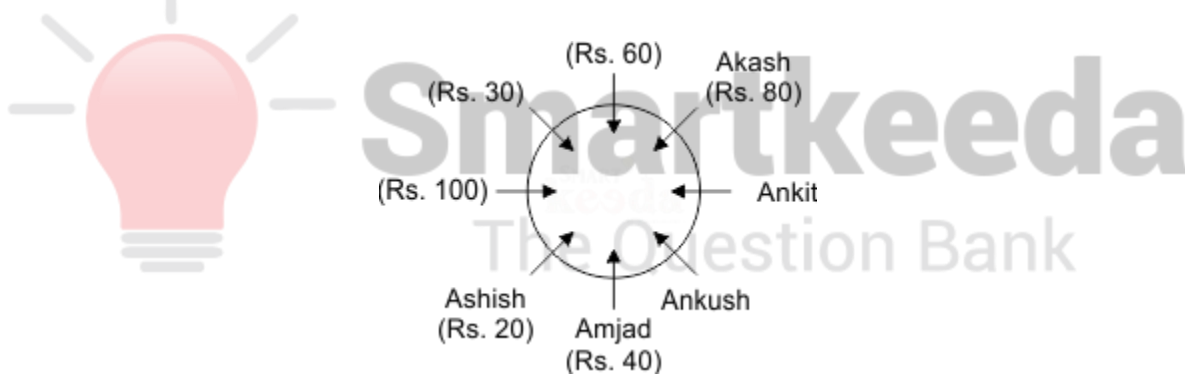 (Rs. 60)
Akash
(Rs. 80)
(Rs. 30)
(Rs. 100)
Ankit
Ashish
(Rs. 20)
Amjad
(Rs. 40)
Ankush
Smartkeeda
The Question Bank